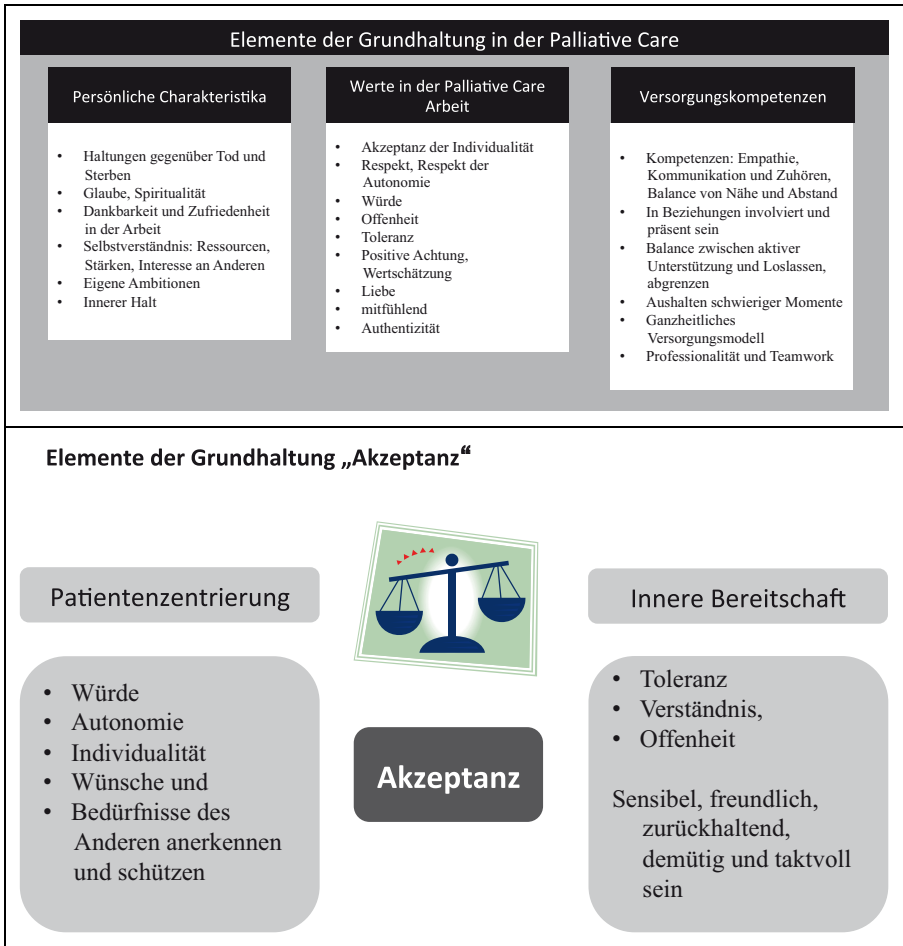 Elemente der Grundhaltung in der Palliative Care
Persönliche Charakteristika
• Haltungen gegenüber Tod und
Sterben
• Glaube, Spiritualität
• Dankbarkeit und Zufriedenheit
in der Arbeit
• Selbstverständnis: Ressourcen,
Stärken, Interesse an Anderen
• Eigene Ambitionen
• Innerer Halt
Werte in der Palliative Care
Arbeit
• Akzeptanz der Individualität
• Respekt, Respekt der
Autonomie
• Würde
• Offenheit
• Toleranz
• Positive Achtung,
Wertschätzung
• Liebe
• mitfühlend
• Authentizität
Versorgungskompetenzen
• Kompetenzen: Empathie,
Kommunikation und Zuhören,
Balance von Nähe und Abstand
• In Beziehungen involviert und
präsent sein
• Balance zwischen aktiver
Unterstützung und Loslassen,
abgrenzen
• Aushalten schwieriger Momente
• Ganzheitliches
Versorgungsmodell
• Professionalität und Teamwork
Elemente der Grundhaltung „Akzeptanz“
Patientenzentrierung
• Würde
• Autonomie
• Individualität
• Wünsche und
• Bedürfnisse des
Anderen anerkennen
und schützen
Akzeptanz
Innere Bereitschaft
• Toleranz
• Verständnis,
• Offenheit
Sensibel, freundlich,
zurückhaltend,
demütig und taktvoll
sein